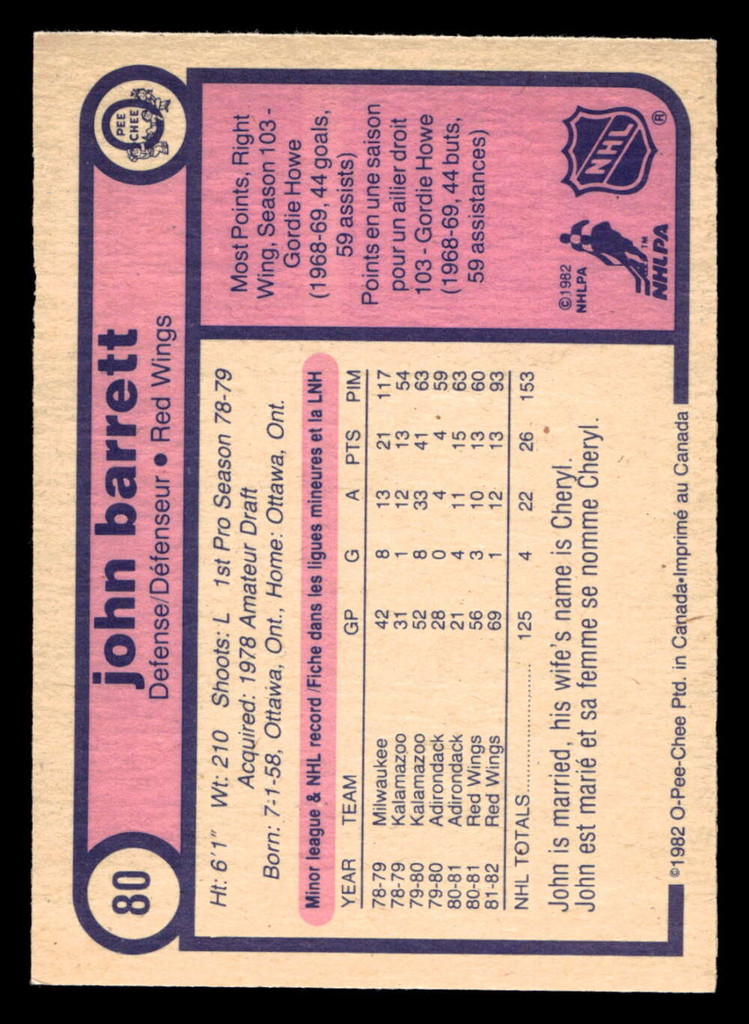 80
john barrett
Defense/Défenseur • Red Wings
O
PEE
CHEE
Ht: 6'1" Wt: 210 Shoots: L 1st Pro Season 78-79
Acquired: 1978 Amateur Draft
Born: 7-1-58, Ottawa, Ont., Home: Ottawa, Ont.
Minor league & NHL record/Fiche dans les ligues mineures et la LNH
YEAR TEAM GP G A PTS PIM
78-79 Milwaukee 42 8 13 21 117
78-79 Kalamazoo 31 1 12 13 54
79-80 Kalamazoo 52 8 33 41 63
79-80 Adirondack 28 0 4 4 59
80-81 Adirondack 21 4 11 15 63
80-81 Red Wings 56 3 10 13 60
81-82 Red Wings 69 1 12 13 93
NHL TOTALS.................... 125 4 22 26 153
John is married, his wife's name is Cheryl.
John est marié et sa femme se nomme Cheryl.
Most Points, Right
Wing, Season 103 -
Gordie Howe
(1968-69, 44 goals,
59 assists)
Points en une saison
pour un ailier droit
103 - Gordie Howe
(1968-69, 44 buts,
59 assistances)
©1982
NHLPA
NHLPA™
NHL
®
©1982 O-Pee-Chee Ptd. in Canada•Imprimé au Canada